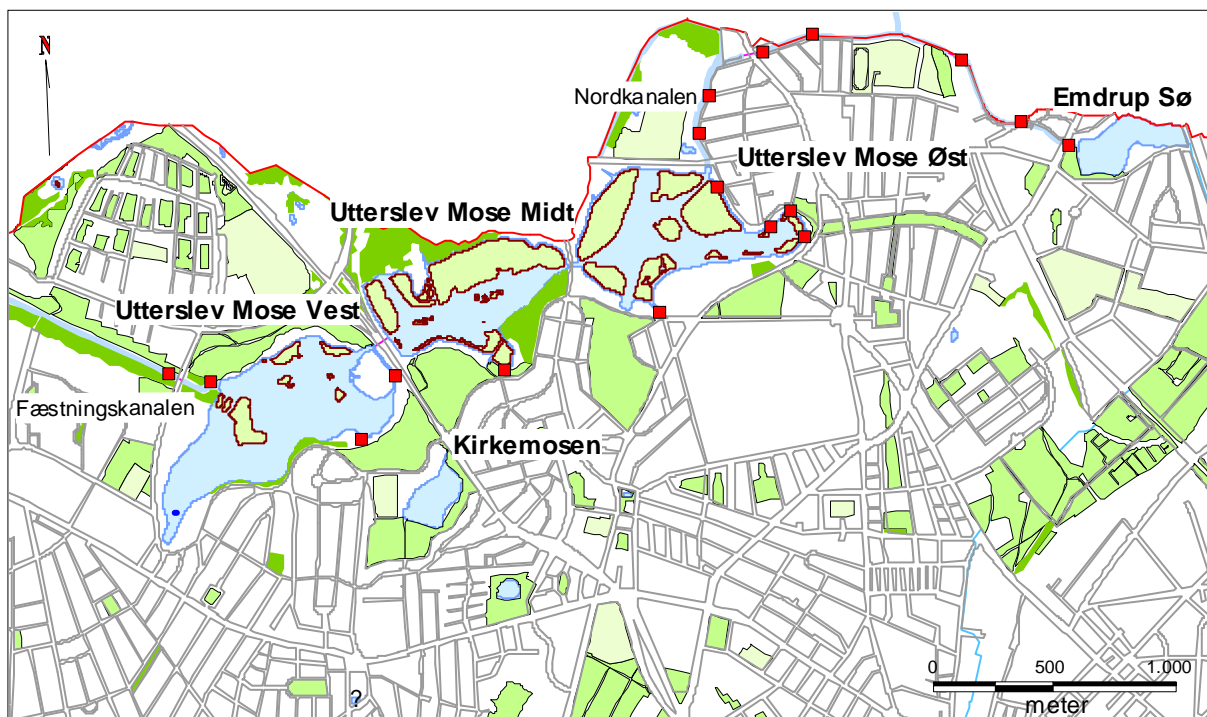 N
Nordkanalen
Emdrup Sø
Utterslev Mose Øst
Utterslev Mose Midt
Utterslev Mose Vest
Fæstningskanalen
Kirkemosen
0 500 1.000
meter
?